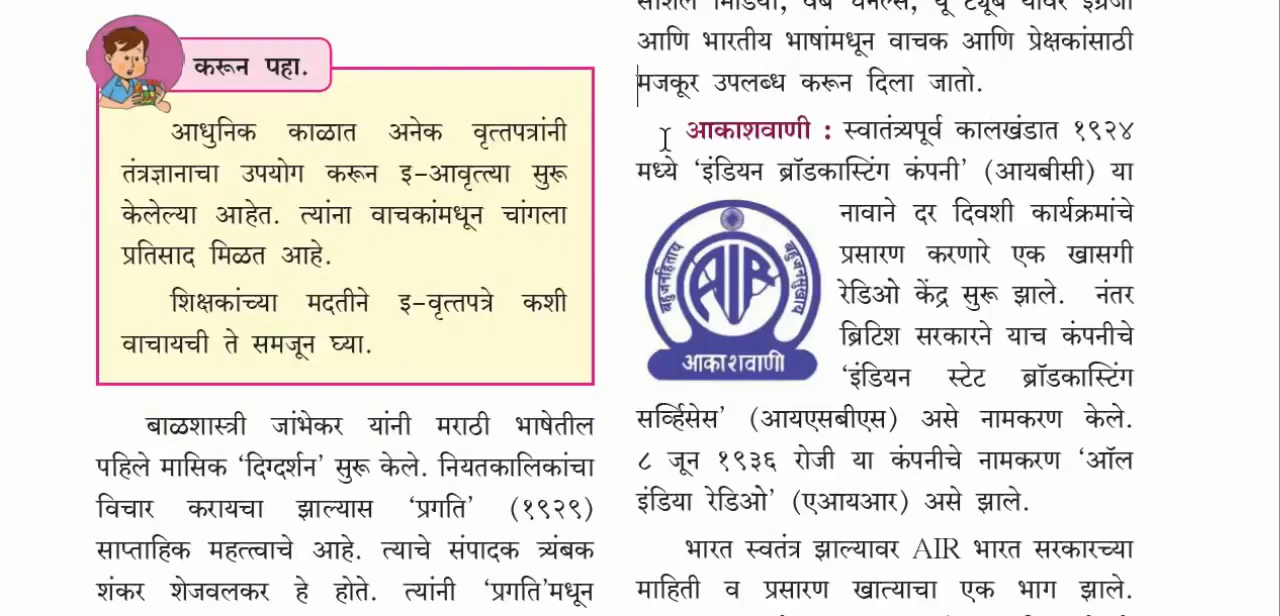 करून पहा.
आधुनिक काळात अनेक वृत्तपत्रांनी
तंत्रज्ञानाचा उपयोग करून इ-आवृत्त्या सुरू
केलेल्या आहेत. त्यांना वाचकांमधून चांगला
प्रतिसाद मिळत आहे.
शिक्षकांच्या मदतीने इ-वृत्तपत्रे कशी
वाचायची ते समजून घ्या.
बाळशास्त्री जांभेकर यांनी मराठी भाषेतील
पहिले मासिक ‘दिग्दर्शन’ सुरू केले. नियतकालिकांचा
विचार करायचा झाल्यास ‘प्रगति’ (१९२९)
साप्ताहिक महत्त्वाचे आहे. त्याचे संपादक त्र्यंबक
शंकर शेजवलकर हे होते. त्यांनी ‘प्रगति’मधून
आणि भारतीय भाषांमधून वाचक आणि प्रेक्षकांसाठी
मजकूर उपलब्ध करून दिला जातो.
आकाशवाणी : स्वातंत्र्यपूर्व कालखंडात १९२४
मध्ये ‘इंडियन ब्रॉडकास्टिंग कंपनी’ (आयबीसी) या
नावाने दर दिवशी कार्यक्रमांचे
प्रसारण करणारे एक खासगी
रेडिओ केंद्र सुरू झाले. नंतर
ब्रिटिश सरकारने याच कंपनीचे
‘इंडियन स्टेट ब्रॉडकास्टिंग
सर्व्हिसेस’ (आयएसबीएस) असे नामकरण केले.
८ जून १९३६ रोजी या कंपनीचे नामकरण ‘ऑल
इंडिया रेडिओ’ (एआयआर) असे झाले.
बहुजनहिताय
बहुजनसुखाय
AIR
आकाशवाणी
भारत स्वतंत्र झाल्यावर AIR भारत सरकारच्या
माहिती व प्रसारण खात्याचा एक भाग झाले.